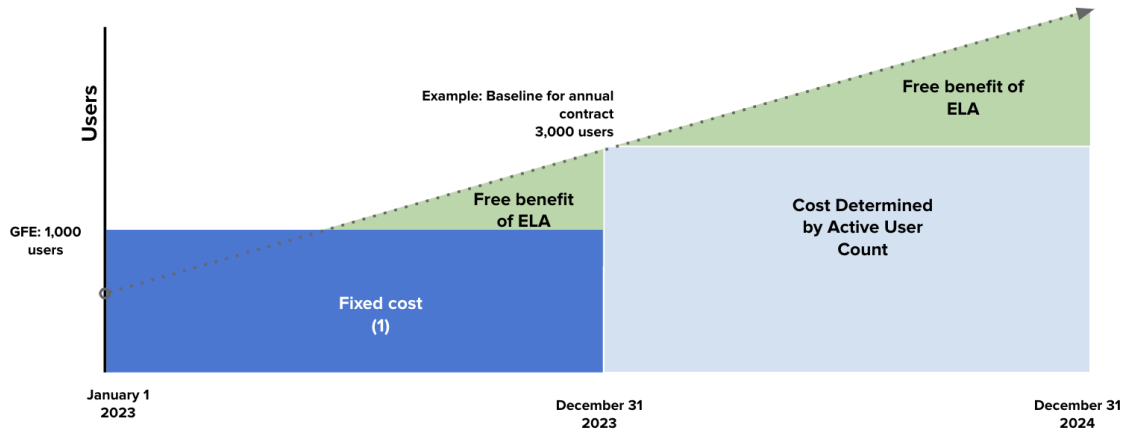 Users
Free benefit of
ELA
Example: Baseline for annual
contract
3,000 users
Free benefit
of ELA
Cost Determined
by Active User
Count
GFE: 1,000
users
Fixed cost
(1)
January 1
2023
December 31
2023
December 31
2024